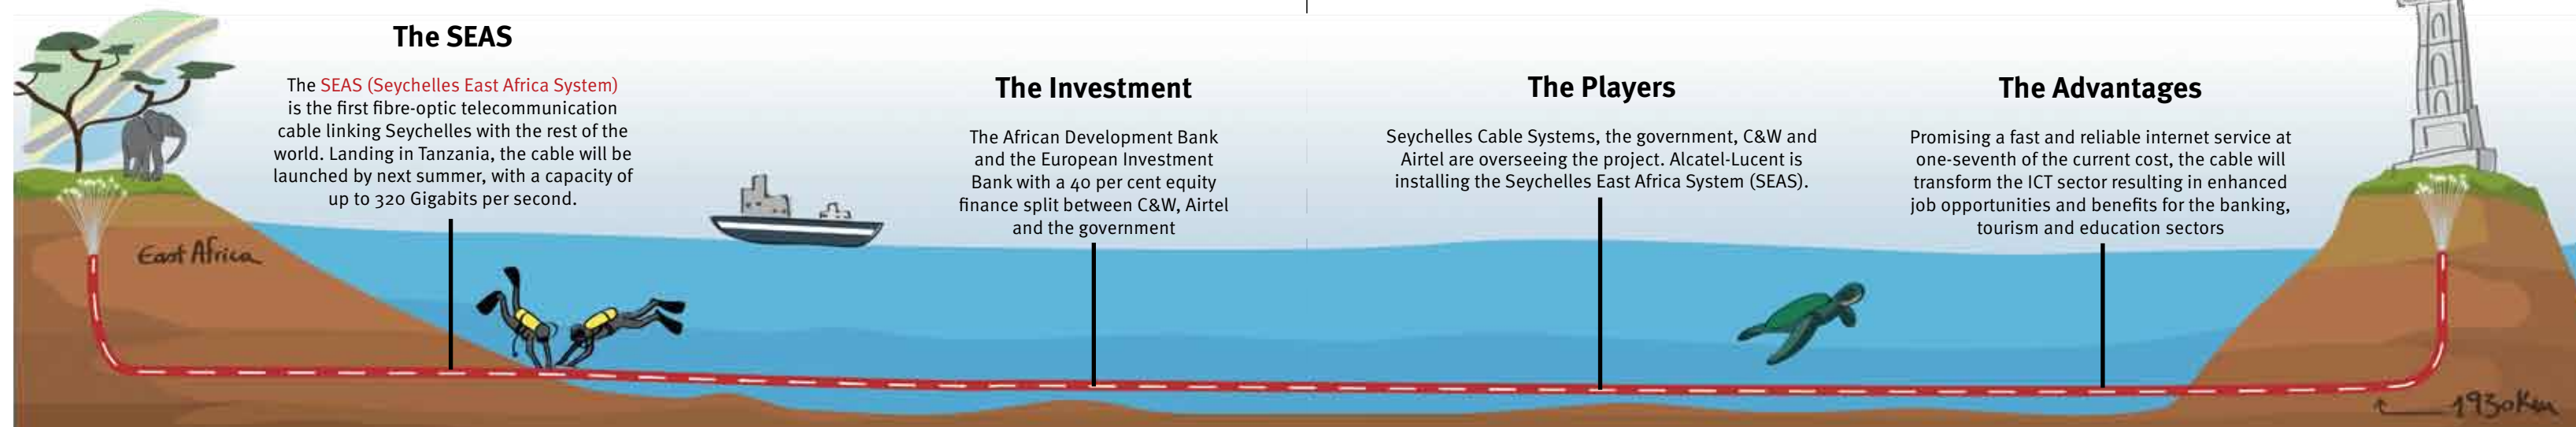 The SEAS
The SEAS (Seychelles East Africa System)
is the first fibre-optic telecommunication
cable linking Seychelles with the rest of the
world. Landing in Tanzania, the cable will be
launched by next summer, with a capacity of
up to 320 Gigabits per second.
The Investment
The African Development Bank
and the European Investment
Bank with a 40 per cent equity
finance split between C&W, Airtel
and the government
The Players
Seychelles Cable Systems, the government, C&W and
Airtel are overseeing the project. Alcatel-Lucent is
installing the Seychelles East Africa System (SEAS).
The Advantages
Promising a fast and reliable internet service at
one-seventh of the current cost, the cable will
transform the ICT sector resulting in enhanced
job opportunities and benefits for the banking,
tourism and education sectors
East Africa
1930Km